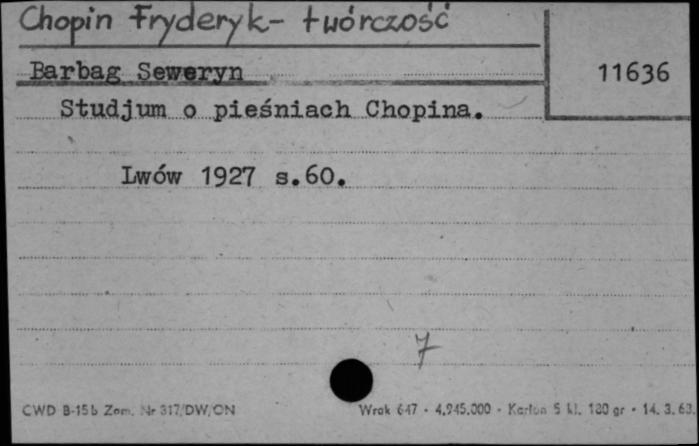 Chopin Fryderyk - twórczość
Barbag Seweryn
11636
Studjum o pieśniach Chopina.
Lwów 1927 s.60.
7
CWD B-15b Zam. Nr 317/DW/ON
Wrak 647 - 4.945.000 - Karton 5 kl. 120 gr - 14. 3. 63.